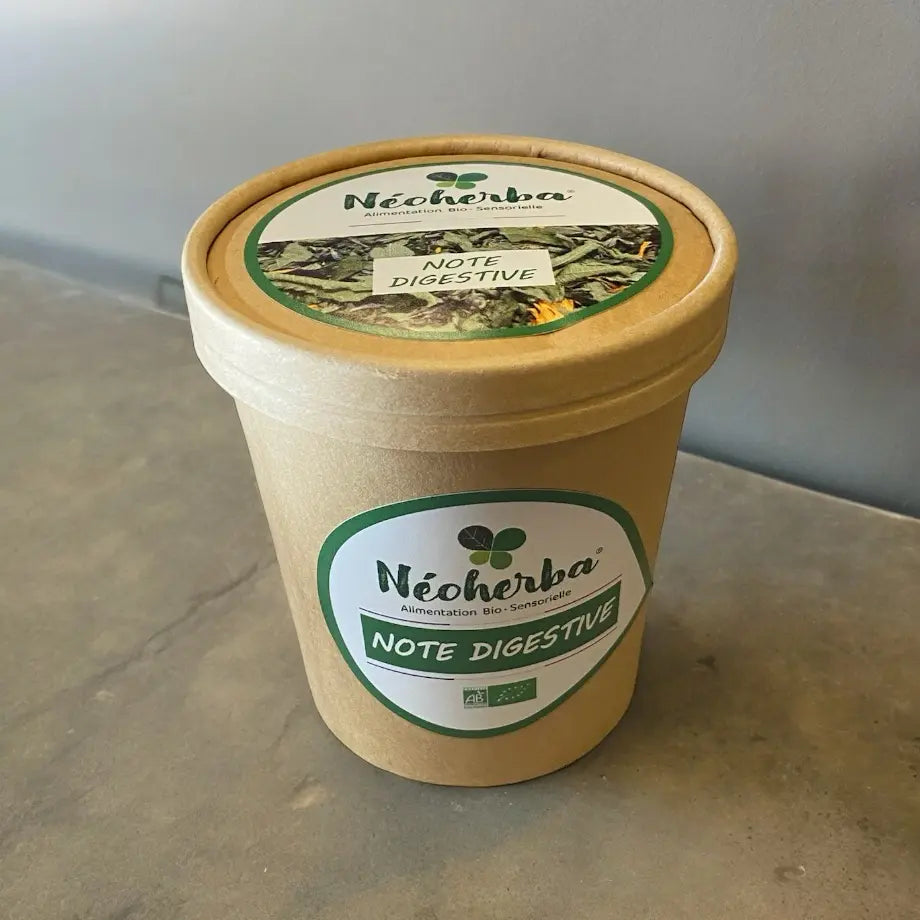 Néoherba®
Alimentation Bio-Sensorielle
NOTE
DIGESTIVE
Néoherba®
Alimentation Bio-Sensorielle
NOTE DIGESTIVE
AB